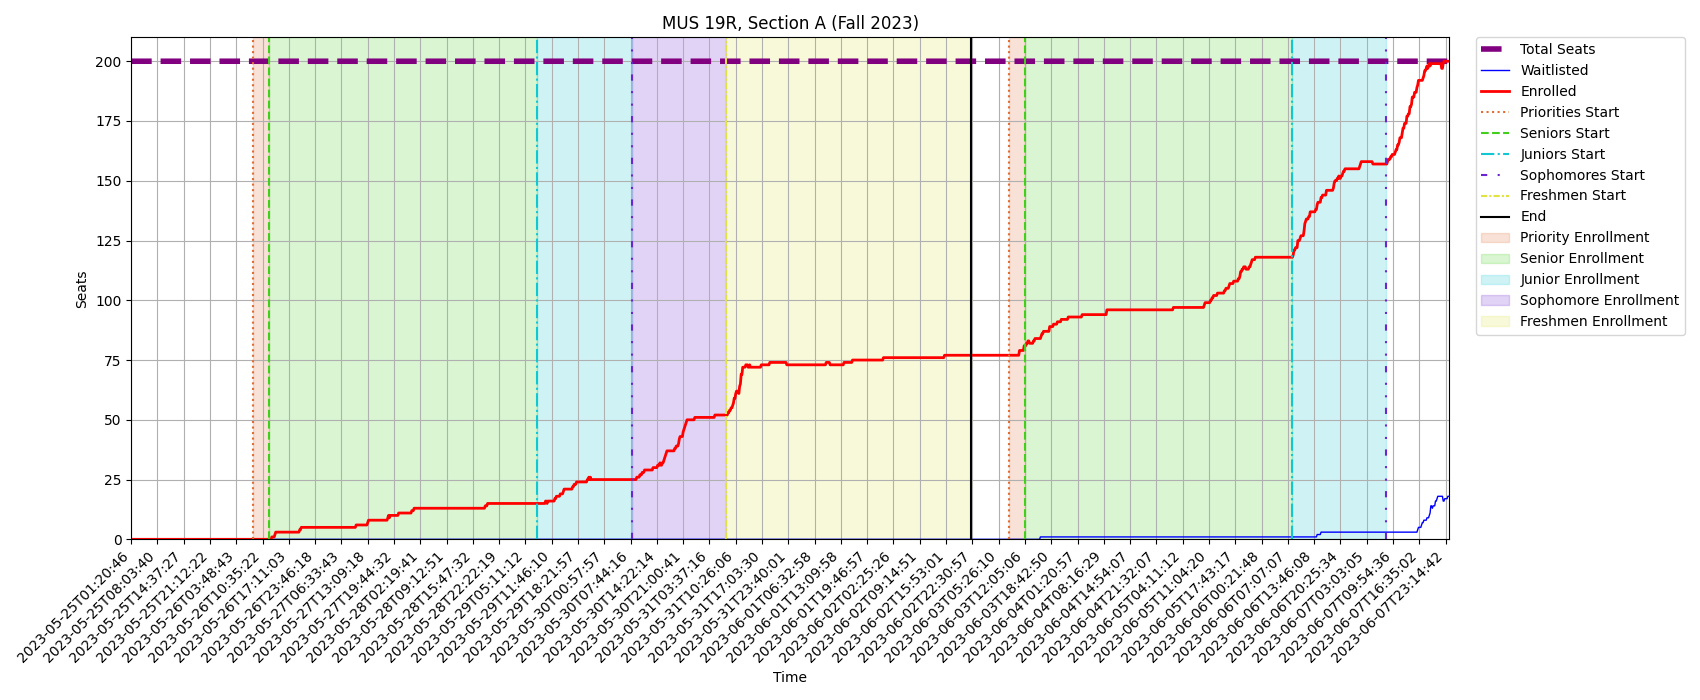 MUS 19R, Section A (Fall 2023)
Seats
200
175
150
125
100
75
50
25
0
2023-05-25T01:20:46
2023-05-25T08:03:40
2023-05-25T14:37:27
2023-05-25T21:12:22
2023-05-26T03:48:43
2023-05-26T10:35:22
2023-05-26T17:11:03
2023-05-26T23:46:18
2023-05-27T06:33:43
2023-05-27T13:09:18
2023-05-27T19:44:32
2023-05-28T02:19:41
2023-05-28T09:12:51
2023-05-28T15:47:32
2023-05-28T22:22:19
2023-05-29T05:11:12
2023-05-29T11:46:10
2023-05-29T18:21:57
2023-05-30T00:57:57
2023-05-30T07:44:16
2023-05-30T14:22:14
2023-05-30T21:00:41
2023-05-31T03:37:16
2023-05-31T10:26:06
2023-05-31T17:03:30
2023-05-31T23:40:01
2023-06-01T06:32:58
2023-06-01T13:09:58
2023-06-01T19:46:57
2023-06-02T02:25:26
2023-06-02T09:14:51
2023-06-02T15:53:01
2023-06-02T22:30:57
2023-06-03T05:26:10
2023-06-03T12:05:06
2023-06-03T18:42:50
2023-06-04T01:20:57
2023-06-04T08:16:29
2023-06-04T14:54:07
2023-06-04T21:32:07
2023-06-05T04:11:12
2023-06-05T11:04:20
2023-06-05T17:43:17
2023-06-06T00:21:48
2023-06-06T07:07:07
2023-06-06T13:46:08
2023-06-06T20:25:34
2023-06-07T03:03:05
2023-06-07T09:54:36
2023-06-07T16:35:02
2023-06-07T23:14:42
Time
Total Seats
Waitlisted
Enrolled
Priorities Start
Seniors Start
Juniors Start
Sophomores Start
Freshmen Start
End
Priority Enrollment
Senior Enrollment
Junior Enrollment
Sophomore Enrollment
Freshmen Enrollment